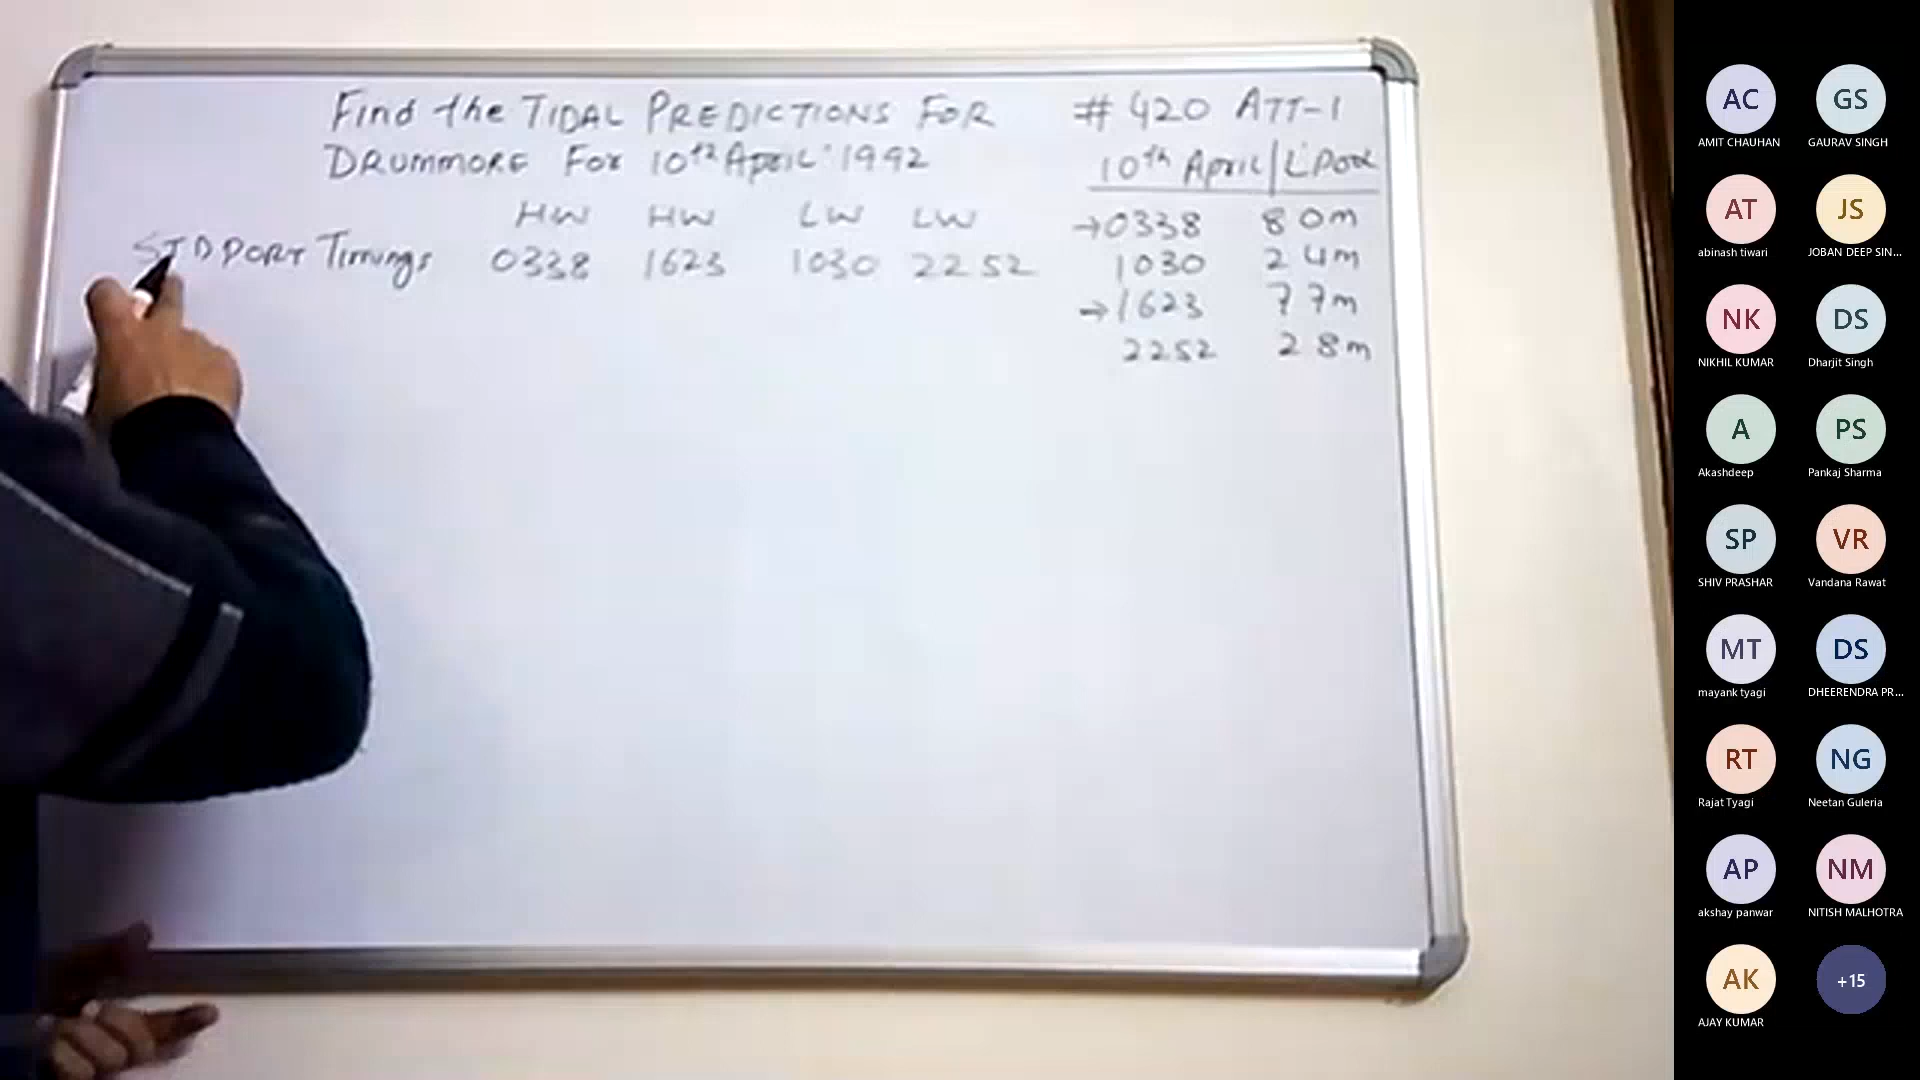 Find the TIDAL PREDICTIONS FOR
DRUMMORE For 10th April' 1992
HW HW LW LW
STD PORT Timings 0338 1623 1030 2252
# 420 ATT-1
10th April/L'Pool
→0338 8 0m
1030 2 4m
→1623 7 7m
2252 2 8m
AC GS
AMIT CHAUHAN GAURAV SINGH
AT JS
abinash tiwari JOBAN DEEP SIN...
NK DS
NIKHIL KUMAR Dharjit Singh
A PS
Akashdeep Pankaj Sharma
SP VR
SHIV PRASHAR Vandana Rawat
MT DS
mayank tyagi DHEERENDRA PR...
RT NG
Rajat Tyagi Neetan Guleria
AP NM
akshay panwar NITISH MALHOTRA
AK +15
AJAY KUMAR